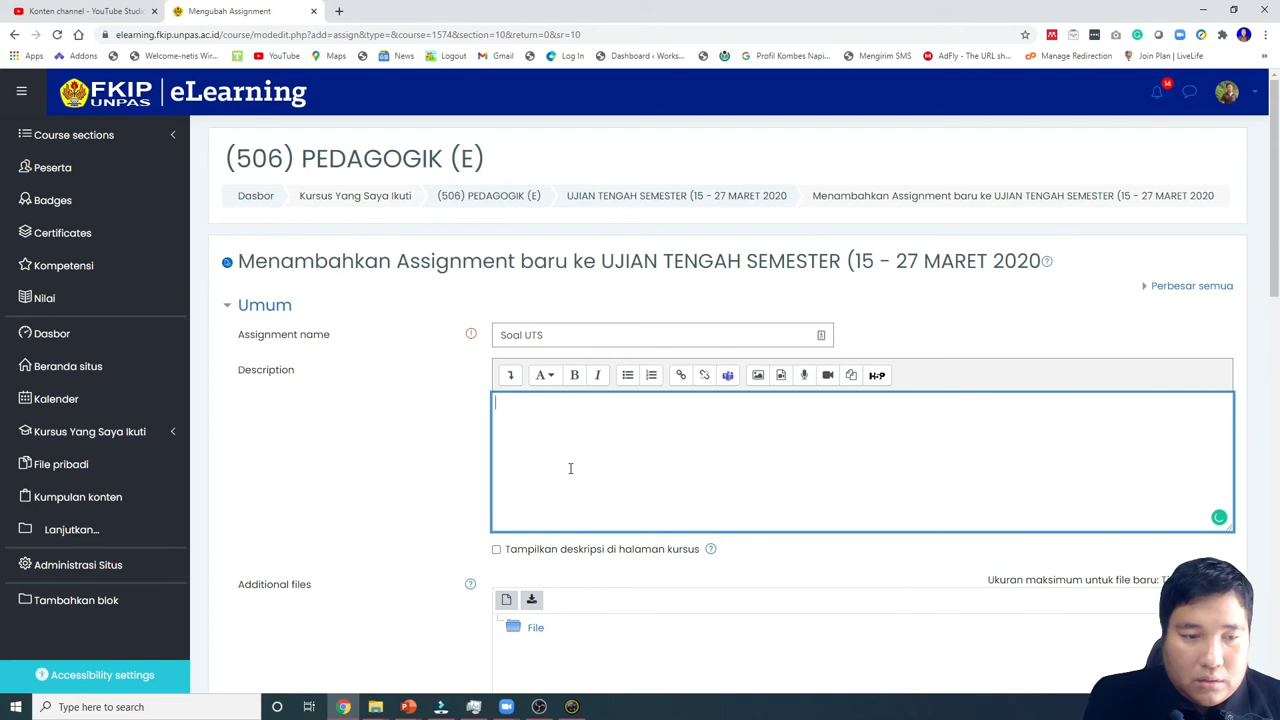 Konten channel - YouTube Studi
Mengubah Assignment
elearning.fkip.unpas.ac.id/course/modedit.php?add=assign&type=&course=1574&section=10&return=0&sr=10
Apps
Addons
Welcome-netis Wir...
YouTube
Maps
News
Logout
Gmail
Log In
Dashboard ‹ Works...
Profil Kombes Napi...
Mengirim SMS
AdFly - The URL sh...
Manage Redirection
Join Plan | LiveLife
FKIP UNPAS | eLearning
14
Course sections
Peserta
Badges
Certificates
Kompetensi
Nilai
Dasbor
Beranda situs
Kalender
Kursus Yang Saya Ikuti
File pribadi
Kumpulan konten
Lanjutkan...
Administrasi Situs
Tambahkan blok
Accessibility settings
(506) PEDAGOGIK (E)
Dasbor
Kursus Yang Saya Ikuti
(506) PEDAGOGIK (E)
UJIAN TENGAH SEMESTER (15 - 27 MARET 2020
Menambahkan Assignment baru ke UJIAN TENGAH SEMESTER (15 - 27 MARET 2020
Menambahkan Assignment baru ke UJIAN TENGAH SEMESTER (15 - 27 MARET 2020
Perbesar semua
Umum
Assignment name
Soal UTS
Description
A
B
I
H-P
Tampilkan deskripsi di halaman kursus
Additional files
Ukuran maksimum untuk file baru:
File
Type here to search